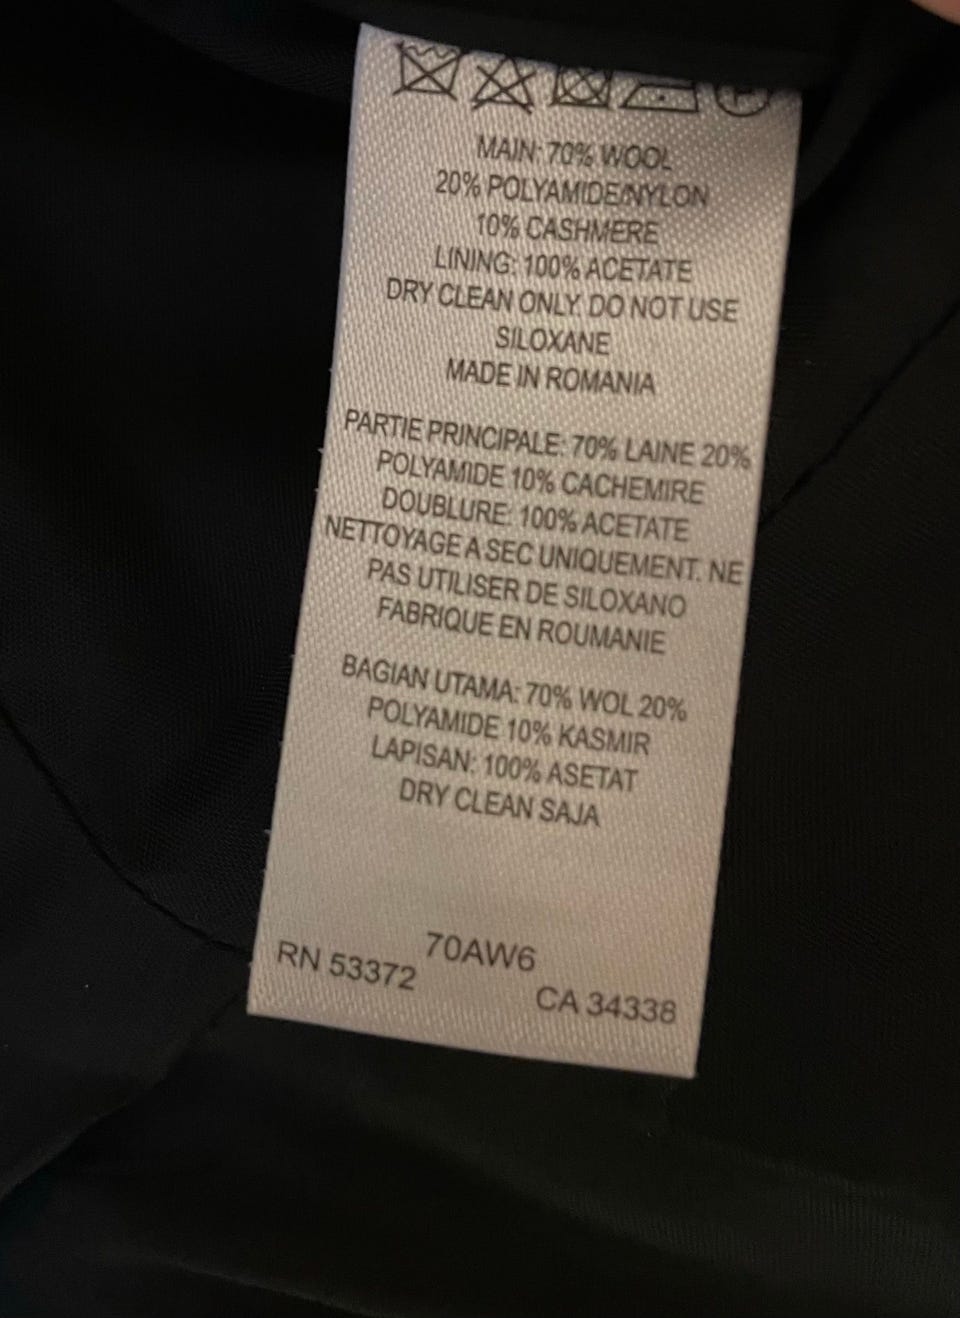 P
MAIN: 70% WOOL
20% POLYAMIDE/NYLON
10% CASHMERE
LINING: 100% ACETATE
DRY CLEAN ONLY. DO NOT USE
SILOXANE
MADE IN ROMANIA
PARTIE PRINCIPALE: 70% LAINE 20%
POLYAMIDE 10% CACHEMIRE
DOUBLURE: 100% ACETATE
NETTOYAGE A SEC UNIQUEMENT. NE
PAS UTILISER DE SILOXANO
FABRIQUE EN ROUMANIE
BAGIAN UTAMA: 70% WOL 20%
POLYAMIDE 10% KASMIR
LAPISAN: 100% ASETAT
DRY CLEAN SAJA
70AW6
RN 53372
CA 34338